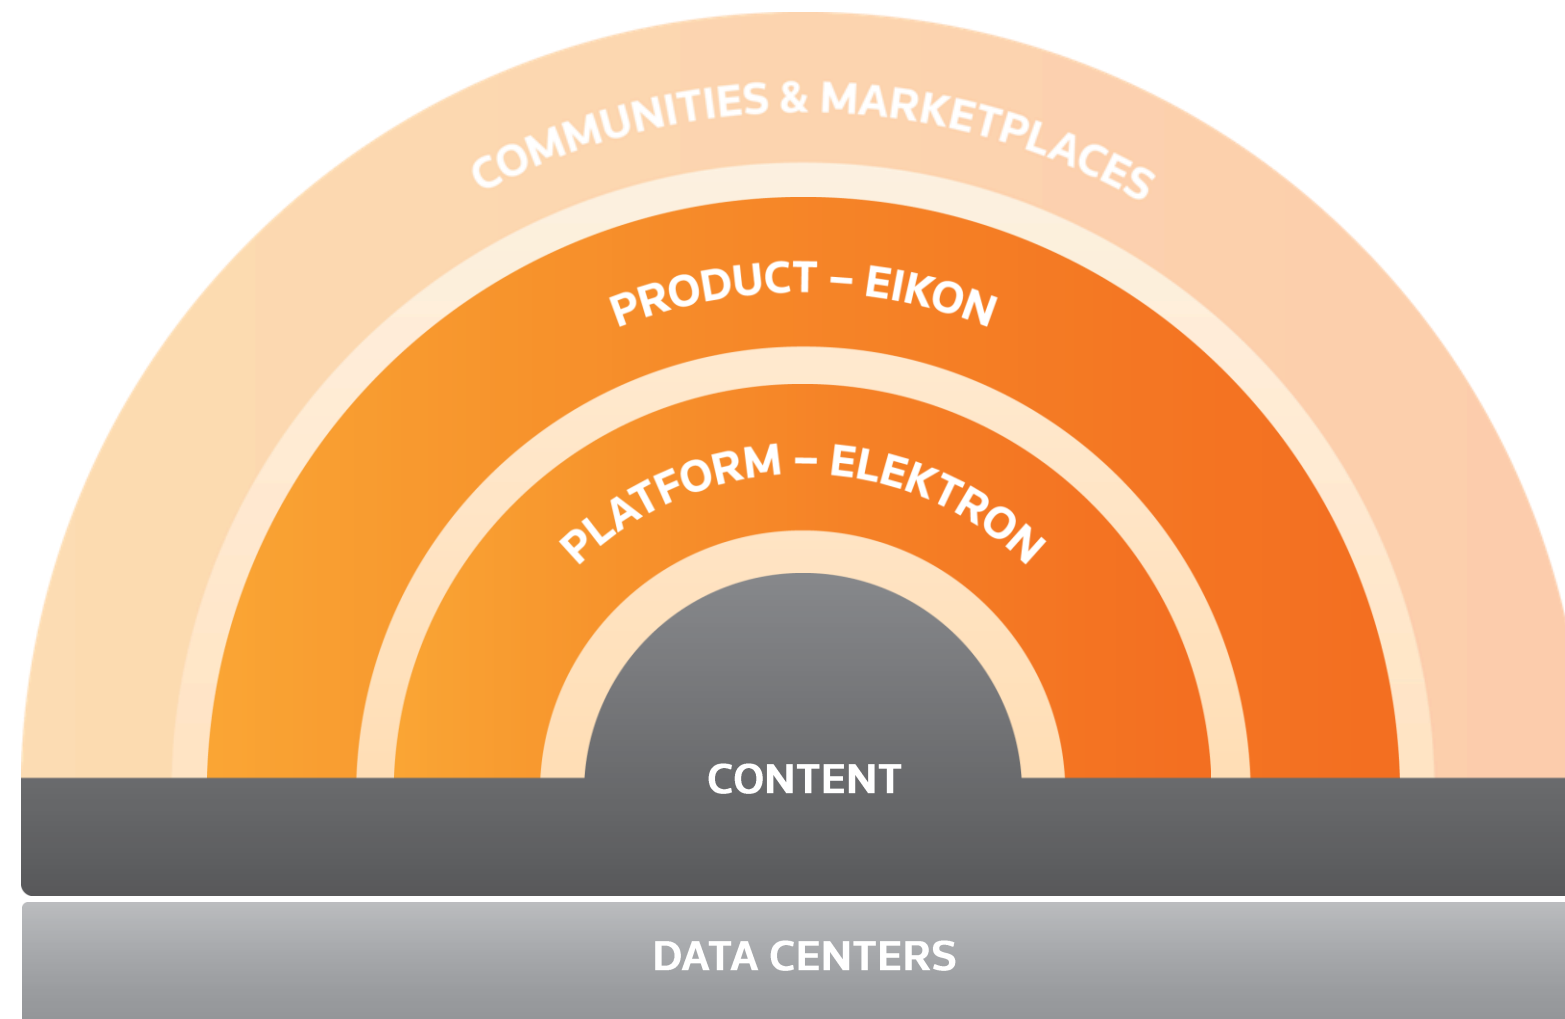 COMMUNITIES & MARKETPLACES
PRODUCT – EIKON
PLATFORM – ELEKTRON
CONTENT
DATA CENTERS